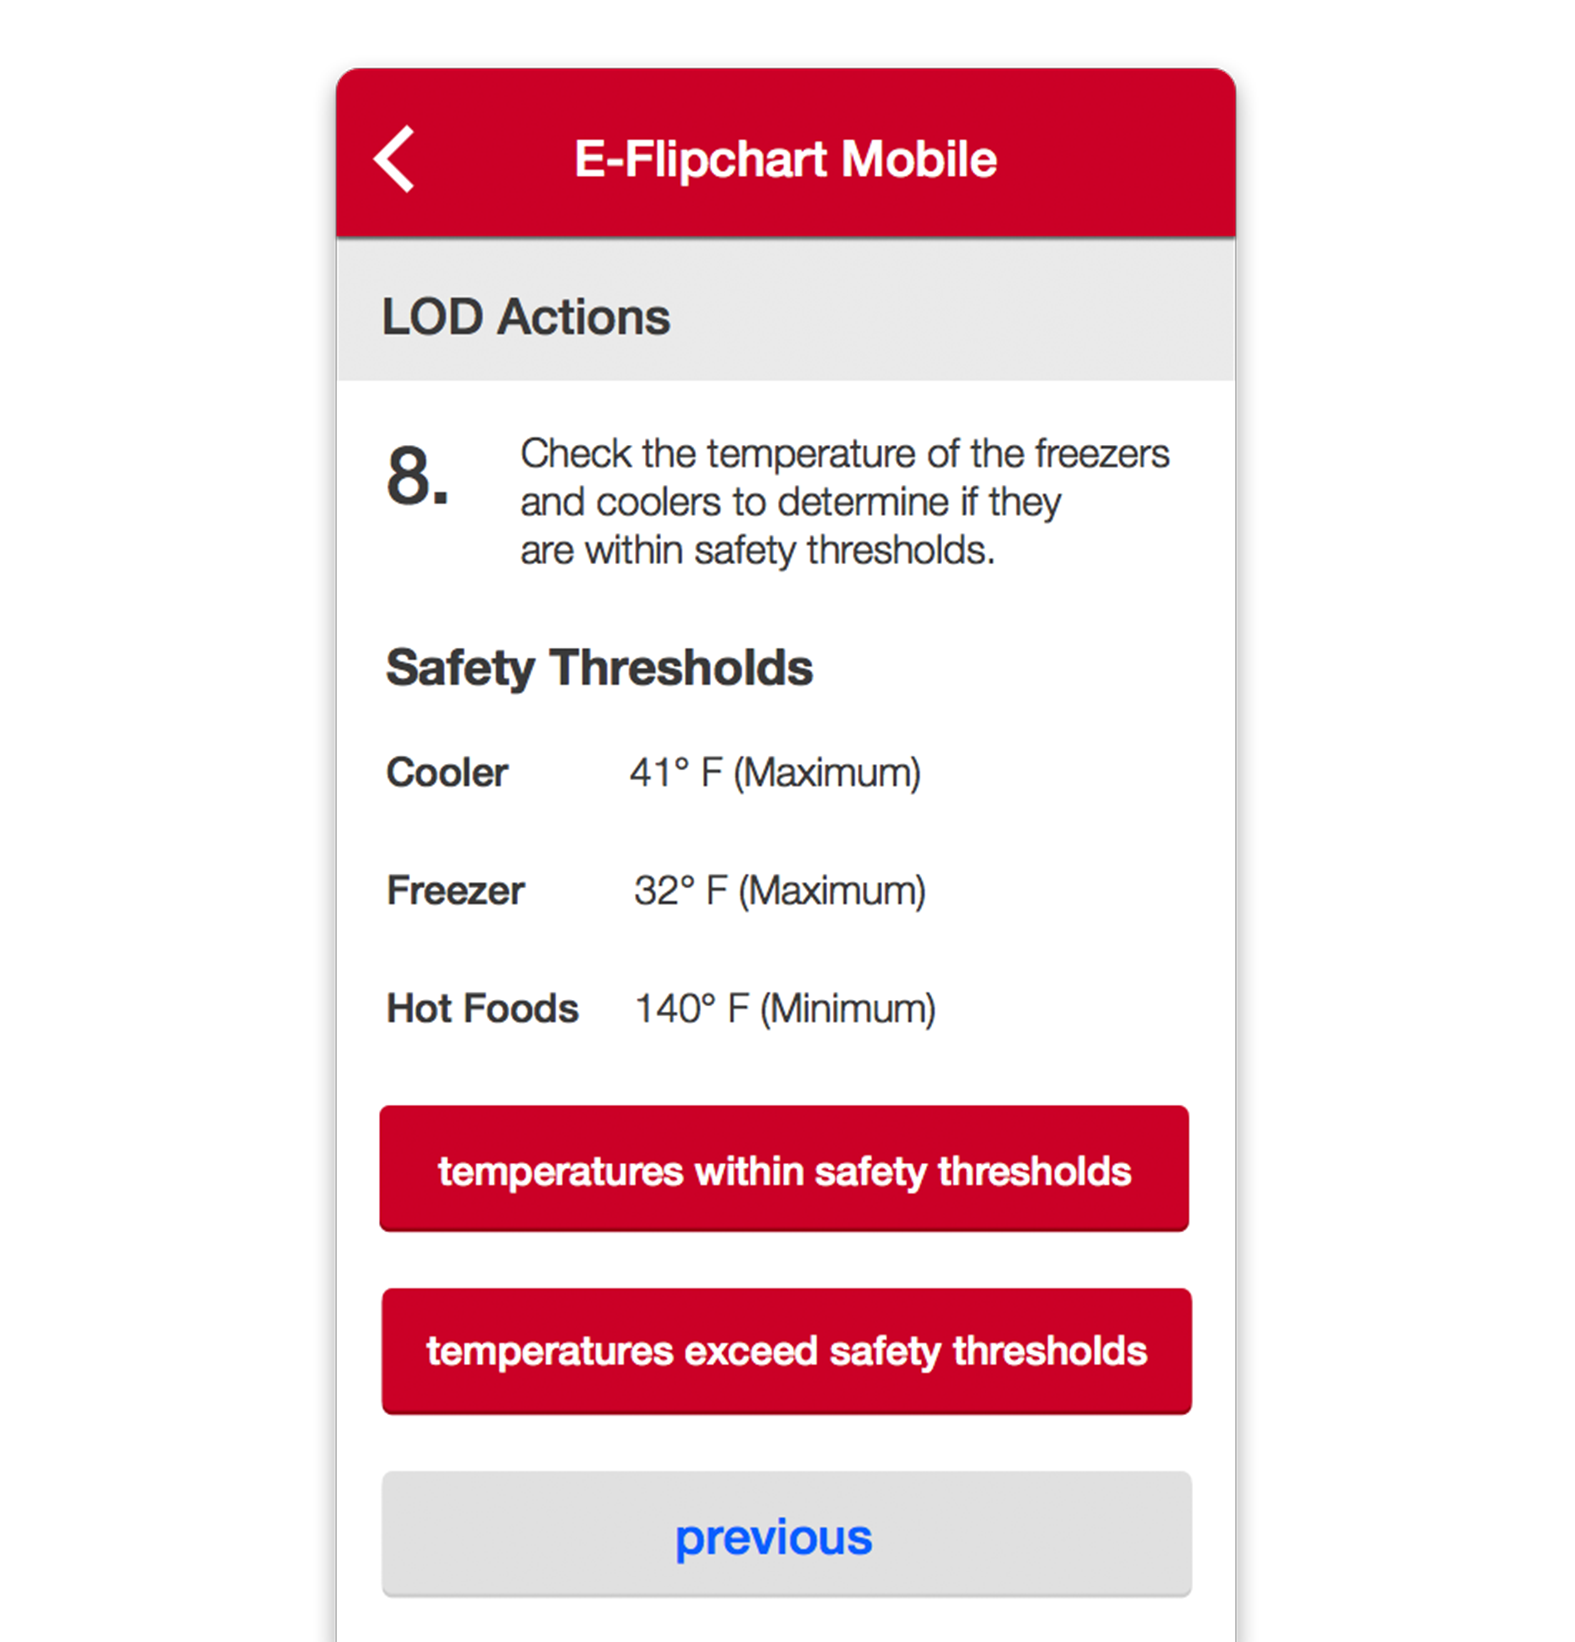 E-Flipchart Mobile
LOD Actions
8. Check the temperature of the freezers
and coolers to determine if they
are within safety thresholds.
Safety Thresholds
Cooler 41° F (Maximum)
Freezer 32° F (Maximum)
Hot Foods 140° F (Minimum)
temperatures within safety thresholds
temperatures exceed safety thresholds
previous